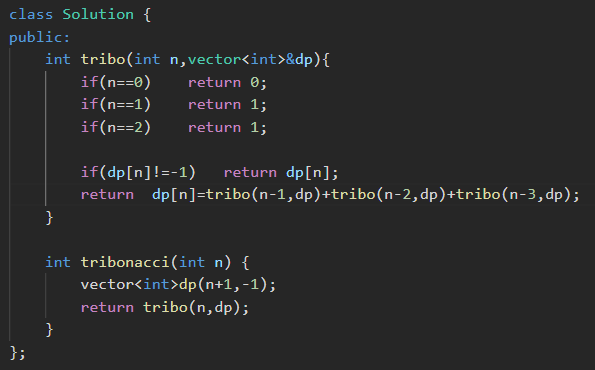 class Solution {
public:
    int tribo(int n,vector<int>&dp){
        if(n==0)    return 0;
        if(n==1)    return 1;
        if(n==2)    return 1;

        if(dp[n]!=-1)   return dp[n];
        return  dp[n]=tribo(n-1,dp)+tribo(n-2,dp)+tribo(n-3,dp);
    }

    int tribonacci(int n) {
        vector<int>dp(n+1,-1);
        return tribo(n,dp);
    }
};